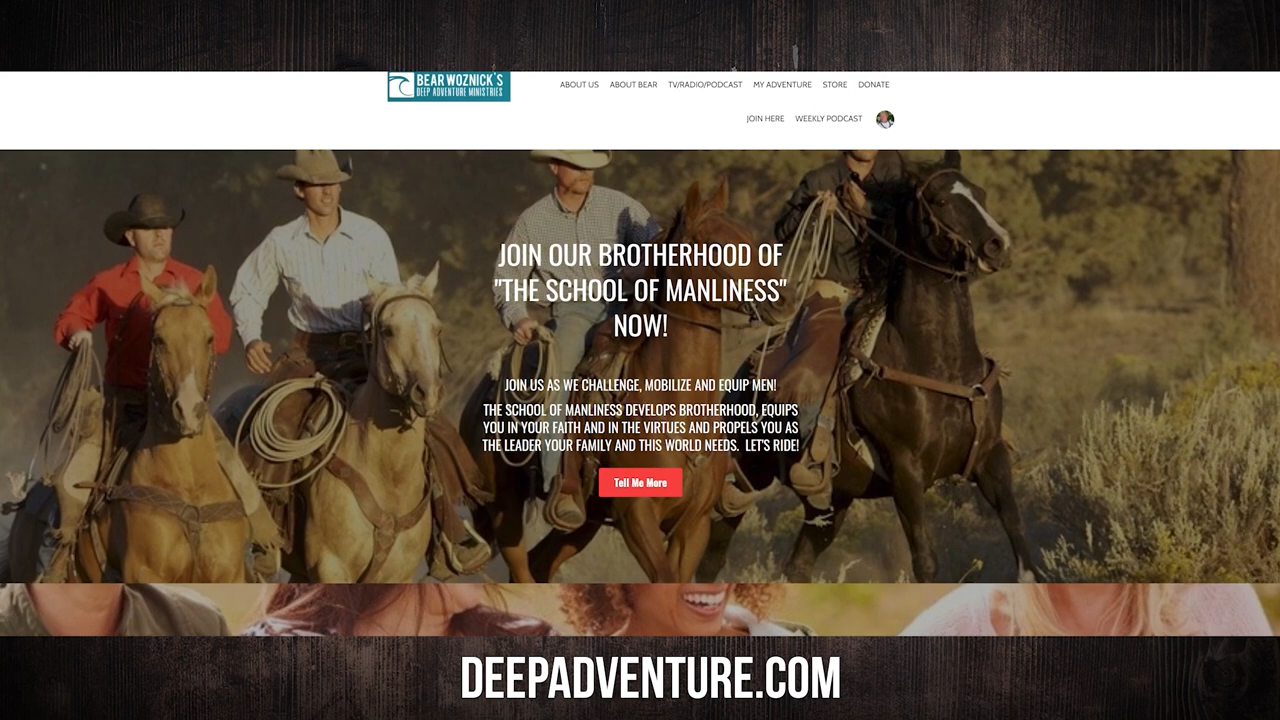 BEAR WOZNICK'S
DEEP ADVENTURE MINISTRIES
ABOUT US ABOUT BEAR TV/RADIO/PODCAST MY ADVENTURE STORE DONATE
JOIN HERE WEEKLY PODCAST
JOIN OUR BROTHERHOOD OF
"THE SCHOOL OF MANLINESS"
NOW!
JOIN US AS WE CHALLENGE, MOBILIZE AND EQUIP MEN!
THE SCHOOL OF MANLINESS DEVELOPS BROTHERHOOD, EQUIPS
YOU IN YOUR FAITH AND IN THE VIRTUES AND PROPELS YOU AS
THE LEADER YOUR FAMILY AND THIS WORLD NEEDS. LET'S RIDE!
Tell Me More
DEEPADVENTURE.COM